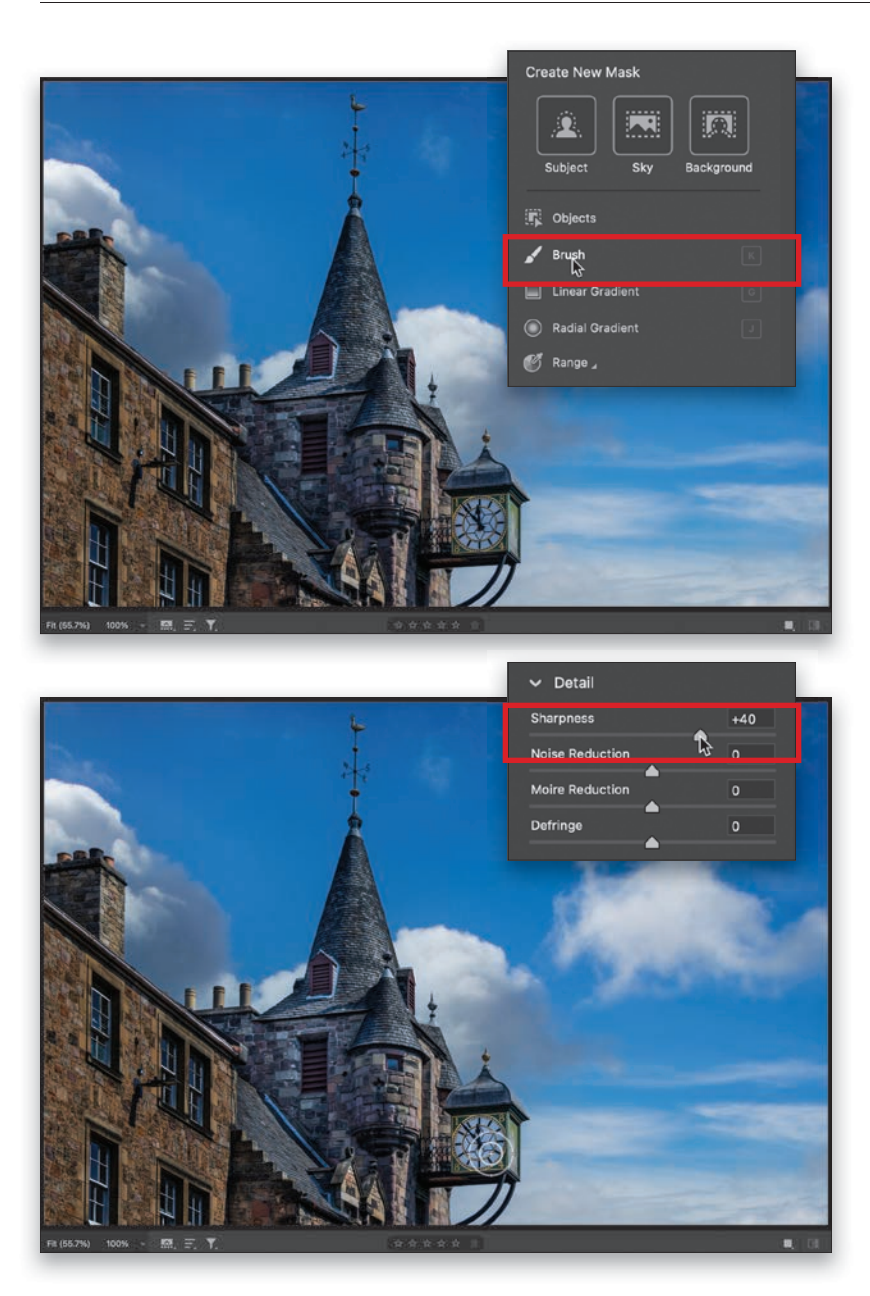 Create New Mask
Subject Sky Background
Objects
Brush K
Linear Gradient G
Radial Gradient J
Range
Fit (55.7%) 100%
Detail
Sharpness +40
Noise Reduction 0
Moire Reduction 0
Defringe 0
Fit (55.7%) 100%